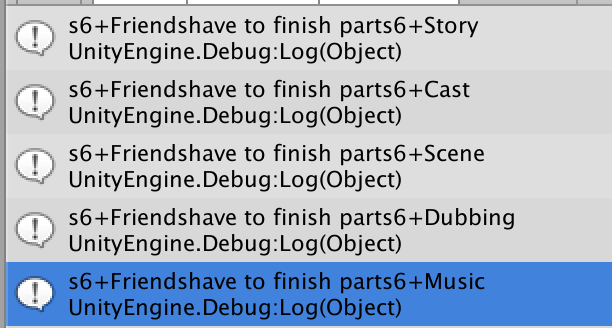 s6+Friendshave to finish parts6+Story
UnityEngine.Debug:Log(Object)
s6+Friendshave to finish parts6+Cast
UnityEngine.Debug:Log(Object)
s6+Friendshave to finish parts6+Scene
UnityEngine.Debug:Log(Object)
s6+Friendshave to finish parts6+Dubbing
UnityEngine.Debug:Log(Object)
s6+Friendshave to finish parts6+Music
UnityEngine.Debug:Log(Object)